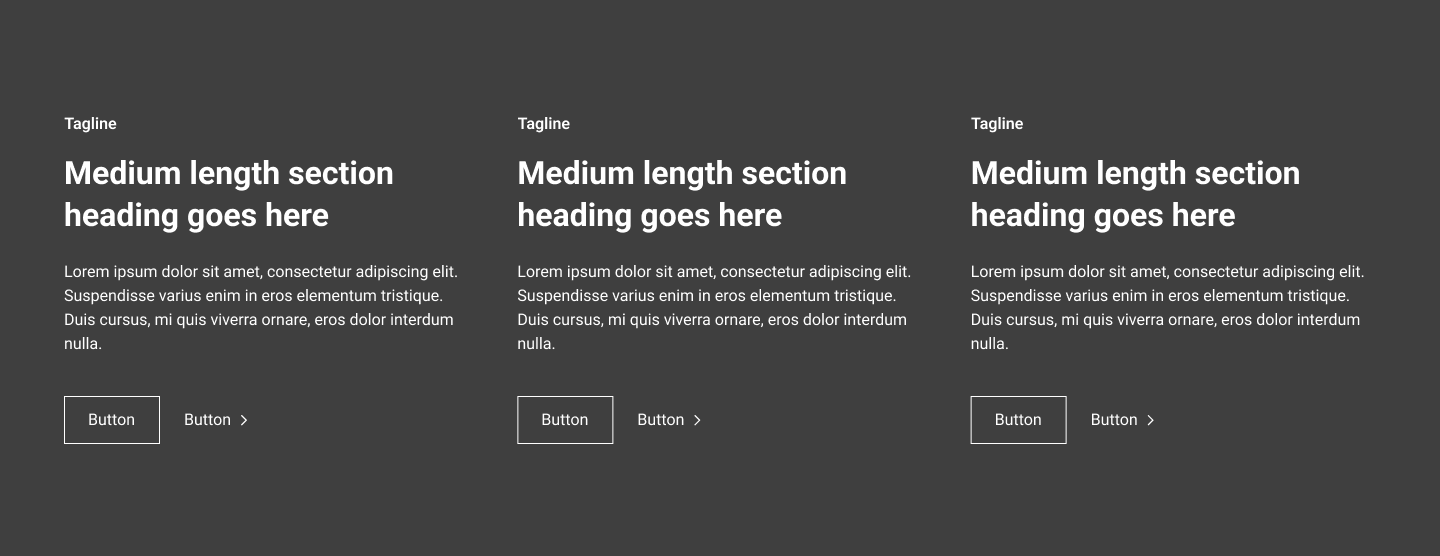 Tagline
Medium length section
heading goes here
Lorem ipsum dolor sit amet, consectetur adipiscing elit.
Suspendisse varius enim in eros elementum tristique.
Duis cursus, mi quis viverra ornare, eros dolor interdum
nulla.
Button
Button
Tagline
Medium length section
heading goes here
Lorem ipsum dolor sit amet, consectetur adipiscing elit.
Suspendisse varius enim in eros elementum tristique.
Duis cursus, mi quis viverra ornare, eros dolor interdum
nulla.
Button
Button
Tagline
Medium length section
heading goes here
Lorem ipsum dolor sit amet, consectetur adipiscing elit.
Suspendisse varius enim in eros elementum tristique.
Duis cursus, mi quis viverra ornare, eros dolor interdum
nulla.
Button
Button